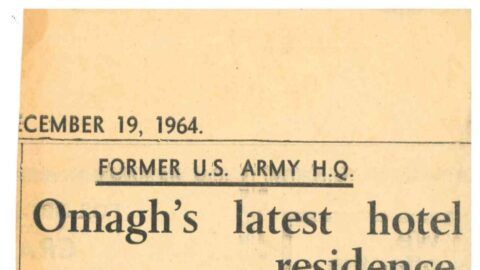 ECEMBER 19, 1964.
FORMER U.S. ARMY H.Q.
Omagh's latest hotel
residence